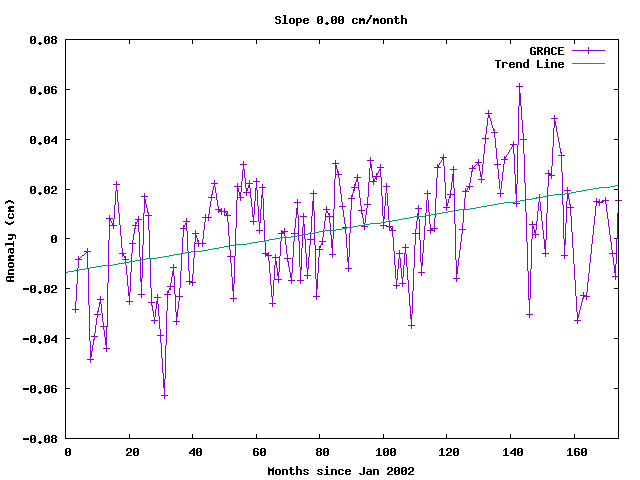 Slope 0.00 cm/month
GRACE
Trend Line
0.08
0.06
0.04
0.02
0
-0.02
-0.04
-0.06
-0.08
Anomaly (cm)
0 20 40 60 80 100 120 140 160
Months since Jan 2002